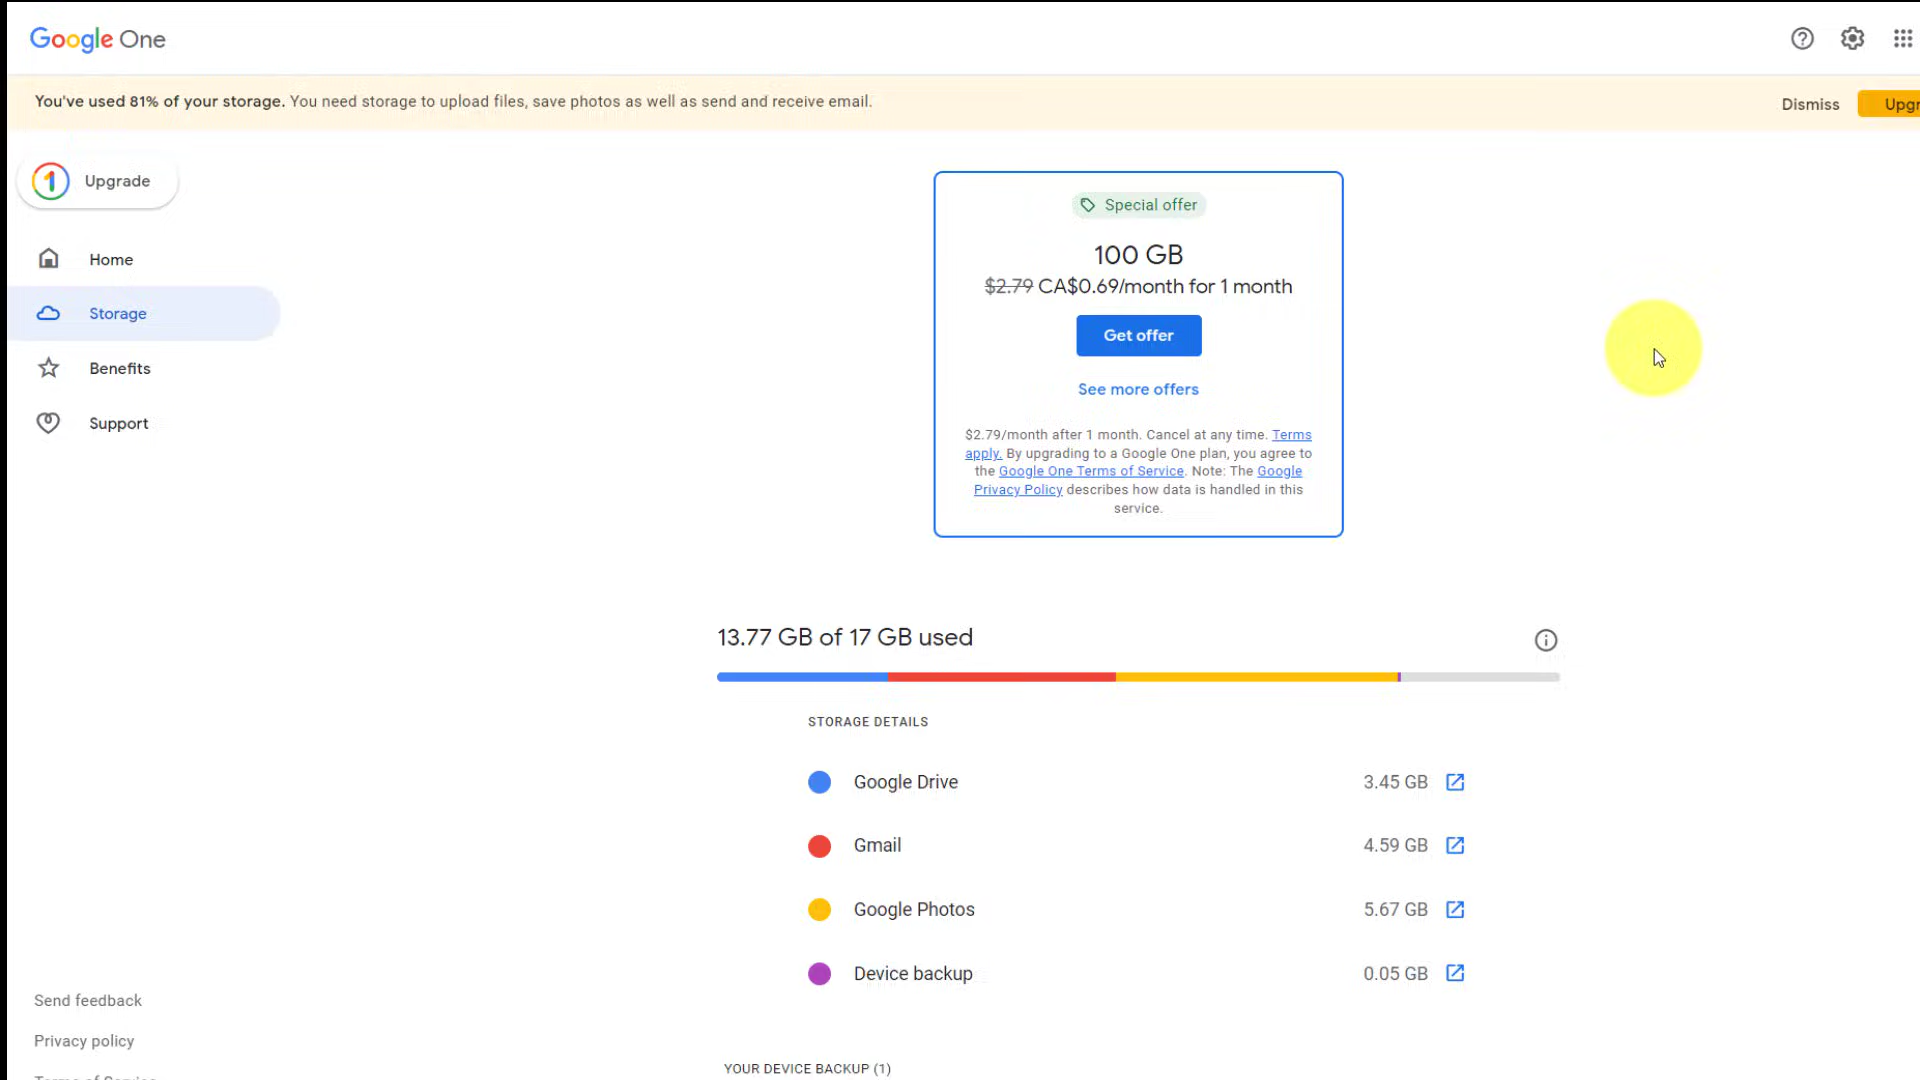 Google One
You've used 81% of your storage. You need storage to upload files, save photos as well as send and receive email.
Dismiss
Upgr
Upgrade
Home
Storage
Benefits
Support
Special offer
100 GB
$2.79 CA$0.69/month for 1 month
Get offer
See more offers
$2.79/month after 1 month. Cancel at any time. Terms
apply. By upgrading to a Google One plan, you agree to
the Google One Terms of Service. Note: The Google
Privacy Policy describes how data is handled in this
service.
13.77 GB of 17 GB used
STORAGE DETAILS
Google Drive 3.45 GB
Gmail 4.59 GB
Google Photos 5.67 GB
Device backup 0.05 GB
YOUR DEVICE BACKUP (1)
Send feedback
Privacy policy
Terms of Service